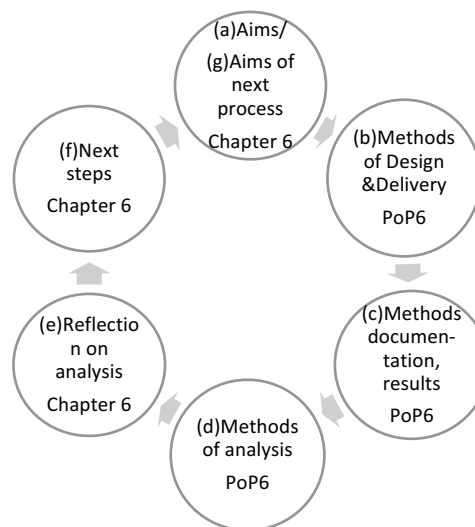 (a)Aims/
(g)Aims of
next
process
Chapter 6
(b)Methods
of Design
&Delivery
PoP6
(c)Methods
documen-
tation,
results
PoP6
(d)Methods
of analysis
PoP6
(e)Reflectio
n on
analysis
Chapter 6
(f)Next
steps
Chapter 6